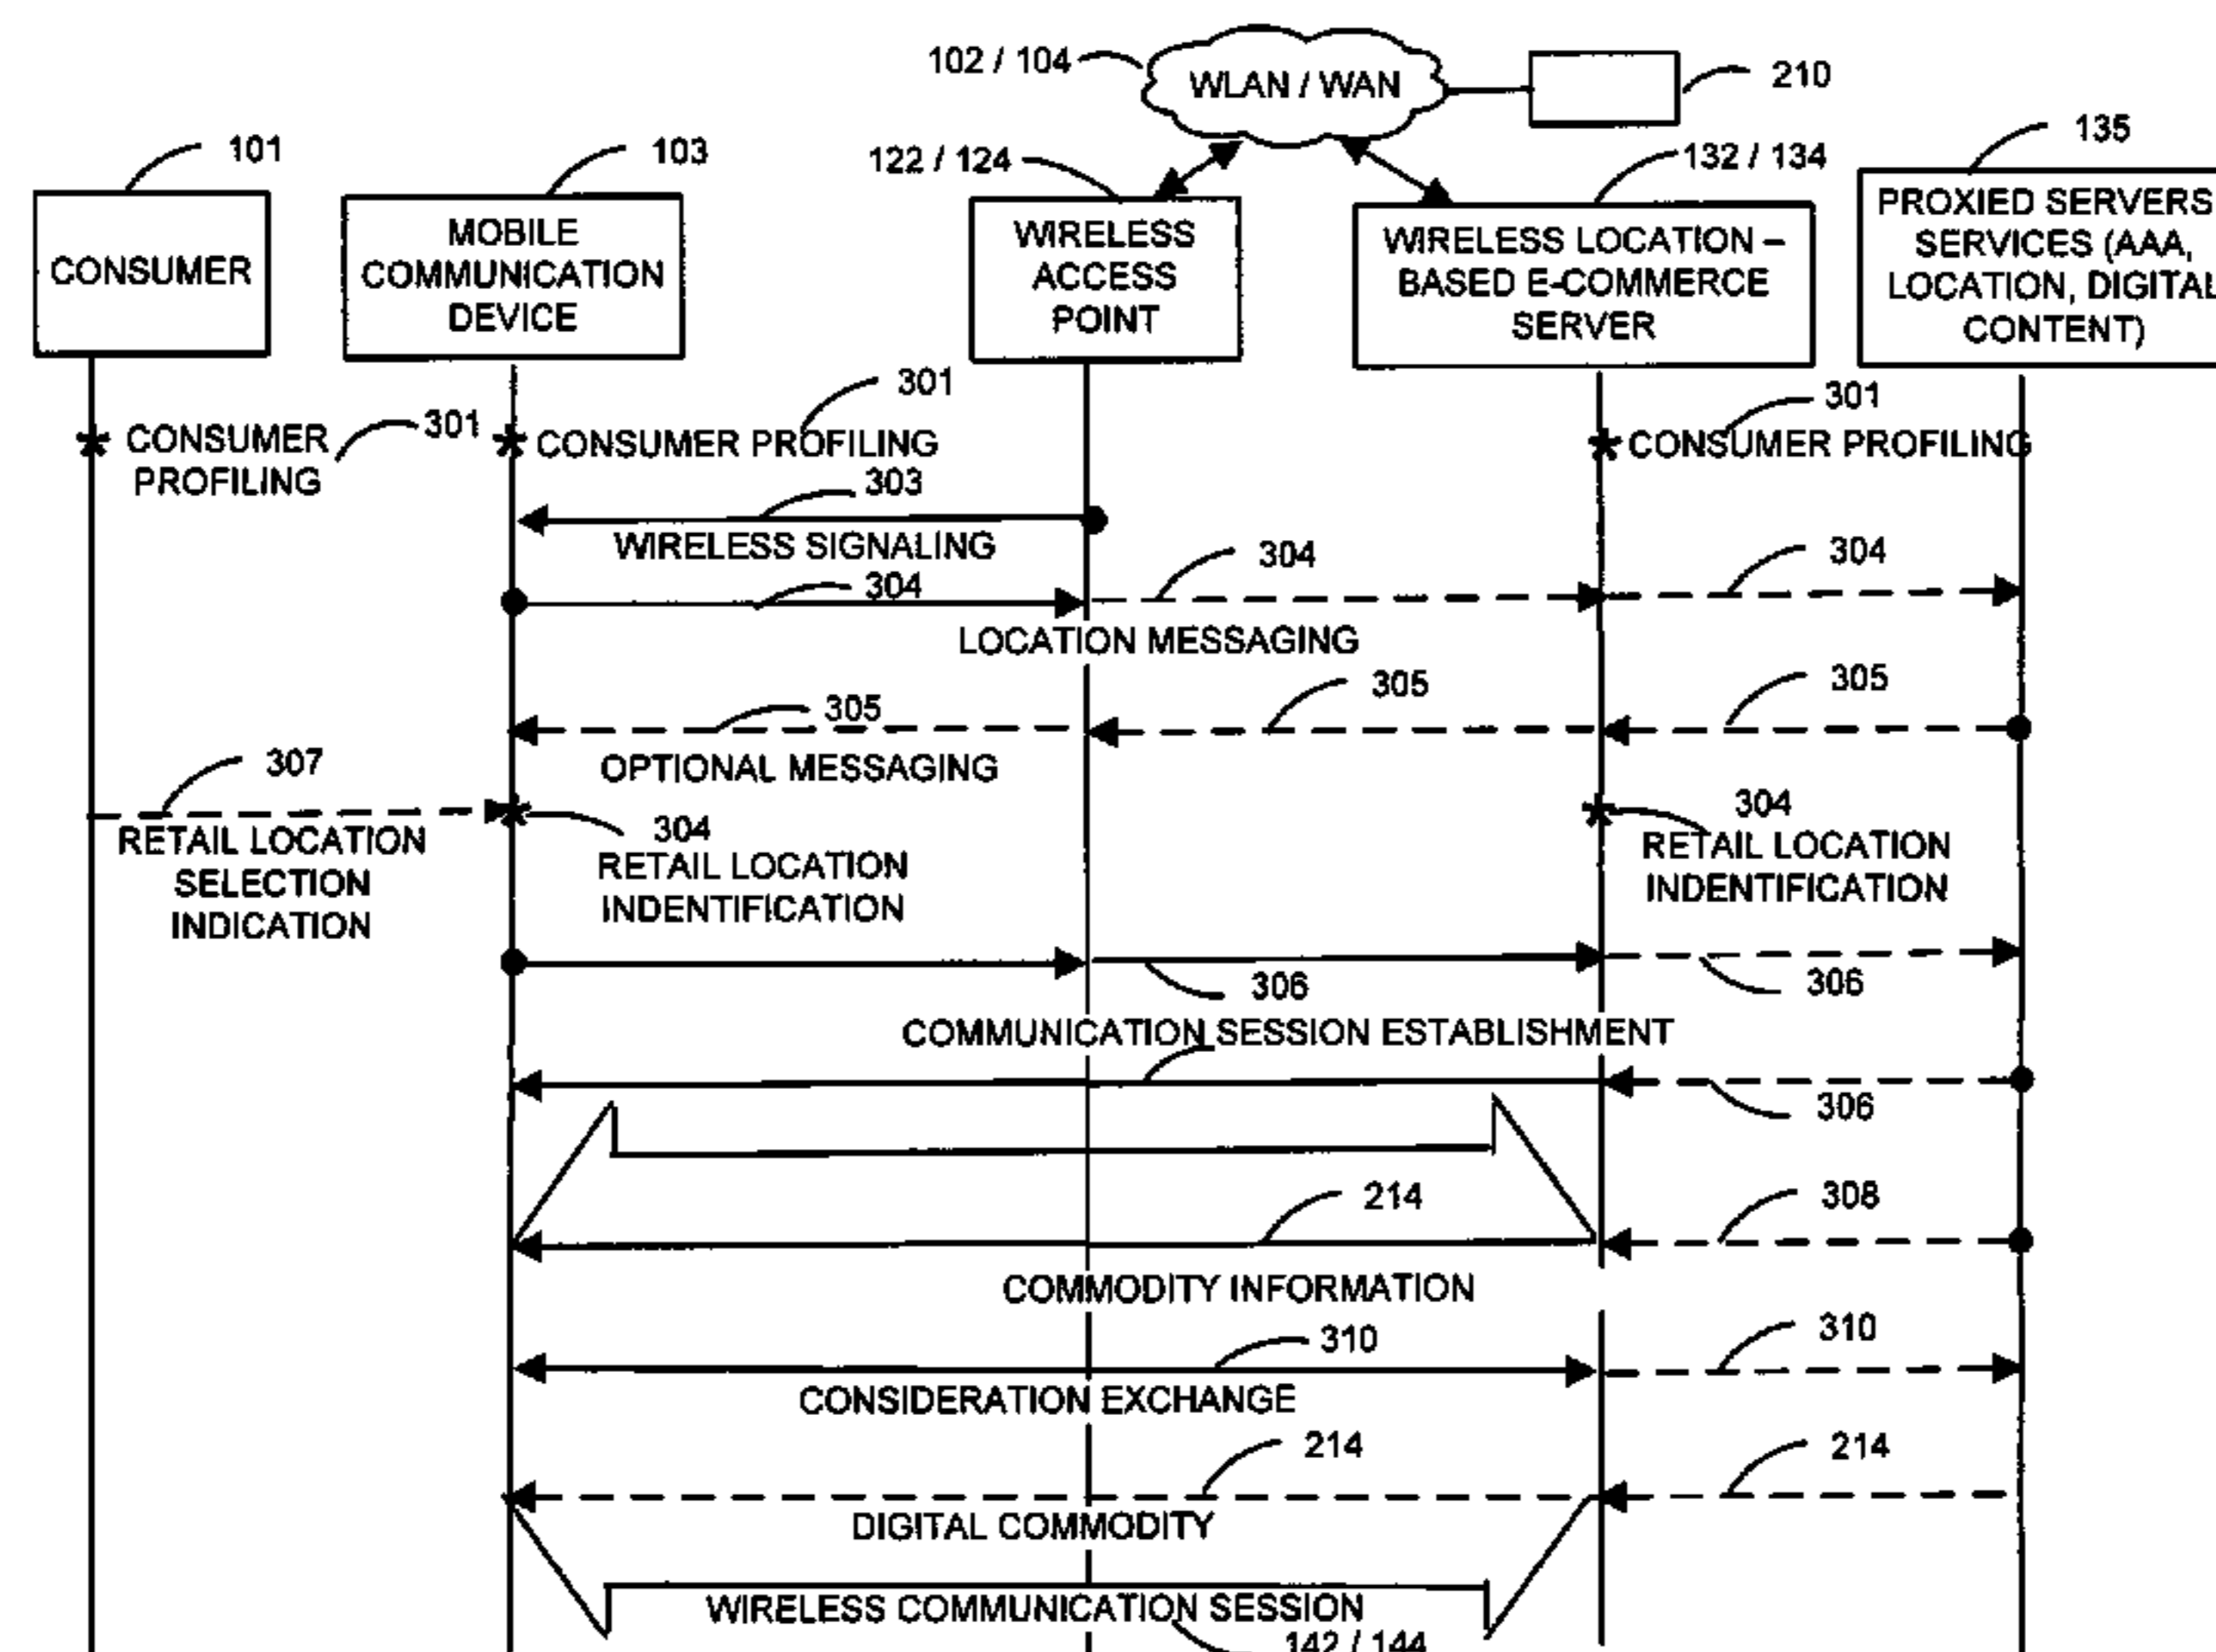 102 / 104
WLAN / WAN
210
101
103
122 / 124
132 / 134
135
CONSUMER
MOBILE
COMMUNICATION
DEVICE
WIRELESS
ACCESS
POINT
WIRELESS LOCATION –
BASED E-COMMERCE
SERVER
PROXIED SERVERS
SERVICES (AAA,
LOCATION, DIGITAL
CONTENT)
CONSUMER
PROFILING
301
CONSUMER PROFILING
301
CONSUMER PROFILING
301
303
WIRELESS SIGNALING
304
304
304
LOCATION MESSAGING
305
305
305
OPTIONAL MESSAGING
307
RETAIL LOCATION
SELECTION
INDICATION
304
RETAIL LOCATION
INDENTIFICATION
304
RETAIL LOCATION
INDENTIFICATION
306
306
COMMUNICATION SESSION ESTABLISHMENT
306
214
308
COMMODITY INFORMATION
310
310
CONSIDERATION EXCHANGE
214
214
DIGITAL COMMODITY
WIRELESS COMMUNICATION SESSION
142 / 144